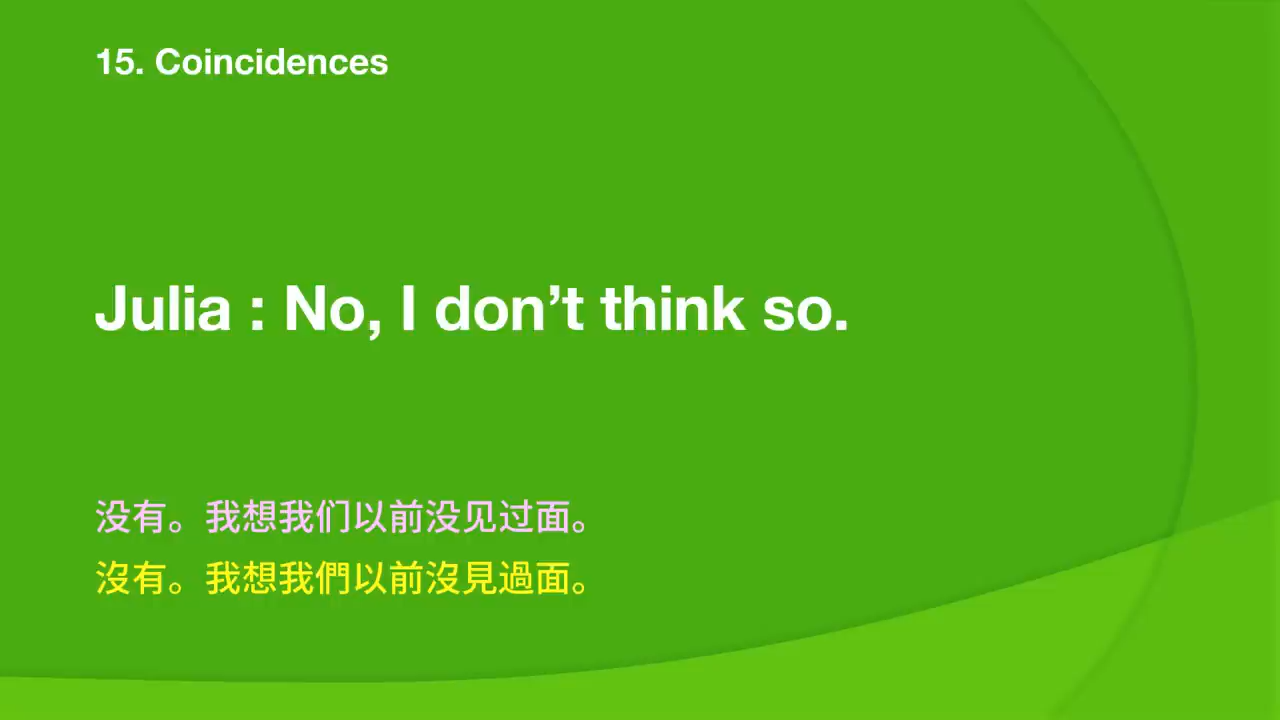 15. Coincidences
Julia : No, I don’t think so.
没有。我想我们以前没见过面。
沒有。我想我們以前沒見過面。